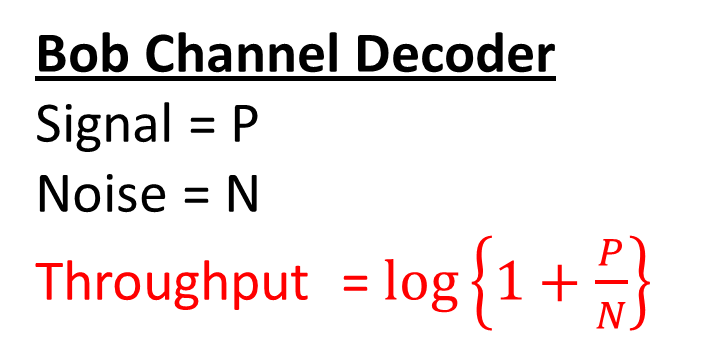 Bob Channel Decoder
Signal = P
Noise = N
Throughput = log{1 + P/N}